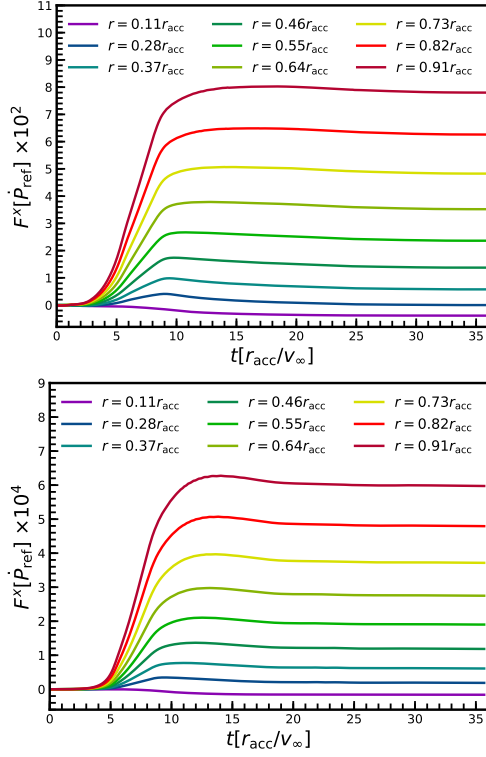 11
10
9
8
7
6
5
4
3
2
1
0
F^x[Ṗ_ref] ×10²
r = 0.11r_acc r = 0.46r_acc r = 0.73r_acc
r = 0.28r_acc r = 0.55r_acc r = 0.82r_acc
r = 0.37r_acc r = 0.64r_acc r = 0.91r_acc
0 5 10 15 20 25 30 35
t[r_acc/v_∞]
9
8
7
6
5
4
3
2
1
0
F^x[Ṗ_ref] ×10⁴
r = 0.11r_acc r = 0.46r_acc r = 0.73r_acc
r = 0.28r_acc r = 0.55r_acc r = 0.82r_acc
r = 0.37r_acc r = 0.64r_acc r = 0.91r_acc
0 5 10 15 20 25 30 35
t[r_acc/v_∞]